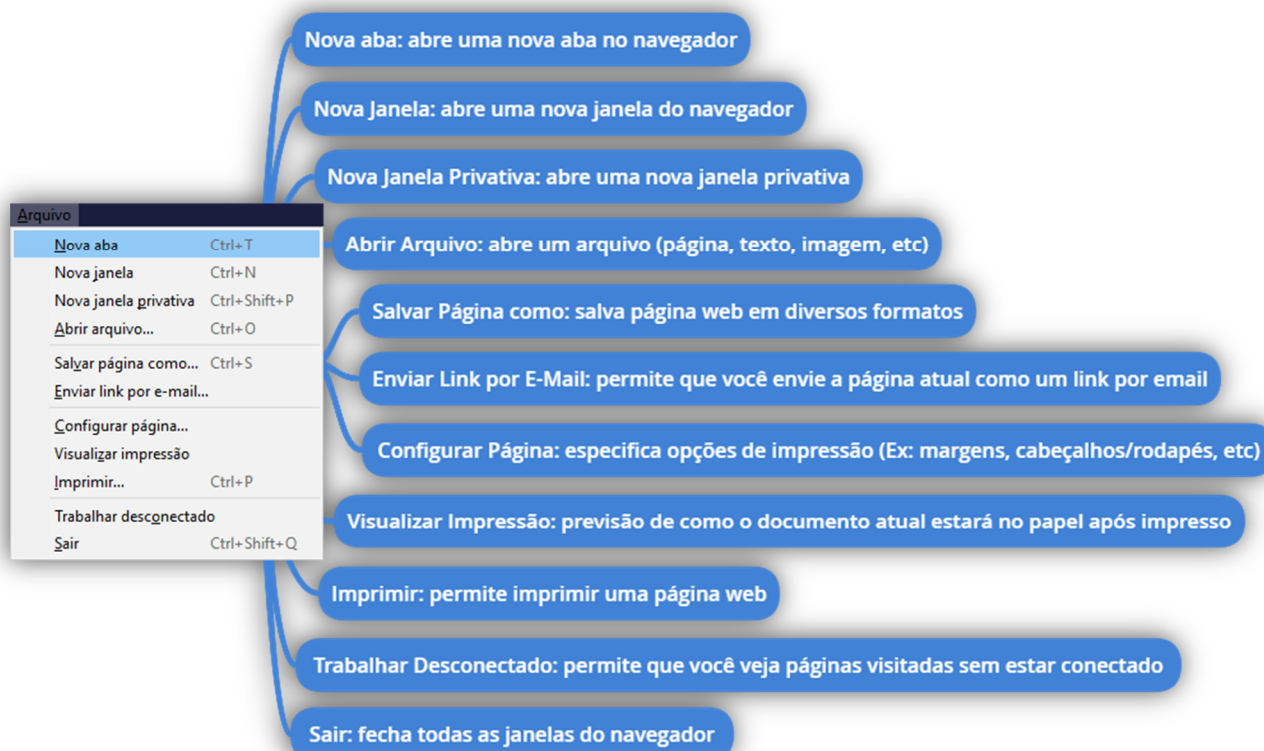 Nova aba: abre uma nova aba no navegador
Nova Janela: abre uma nova janela do navegador
Nova Janela Privativa: abre uma nova janela privativa
Arquivo
Nova aba Ctrl+T
Nova janela Ctrl+N
Nova janela privativa Ctrl+Shift+P
Abrir arquivo... Ctrl+O
Salvar página como... Ctrl+S
Enviar link por e-mail...
Configurar página...
Visualizar impressão
Imprimir... Ctrl+P
Trabalhar desconectado
Sair Ctrl+Shift+Q
Abrir Arquivo: abre um arquivo (página, texto, imagem, etc)
Salvar Página como: salva página web em diversos formatos
Enviar Link por E-Mail: permite que você envie a página atual como um link por email
Configurar Página: especifica opções de impressão (Ex: margens, cabeçalhos/rodapés, etc)
Visualizar Impressão: previsão de como o documento atual estará no papel após impresso
Imprimir: permite imprimir uma página web
Trabalhar Desconectado: permite que você veja páginas visitadas sem estar conectado
Sair: fecha todas as janelas do navegador